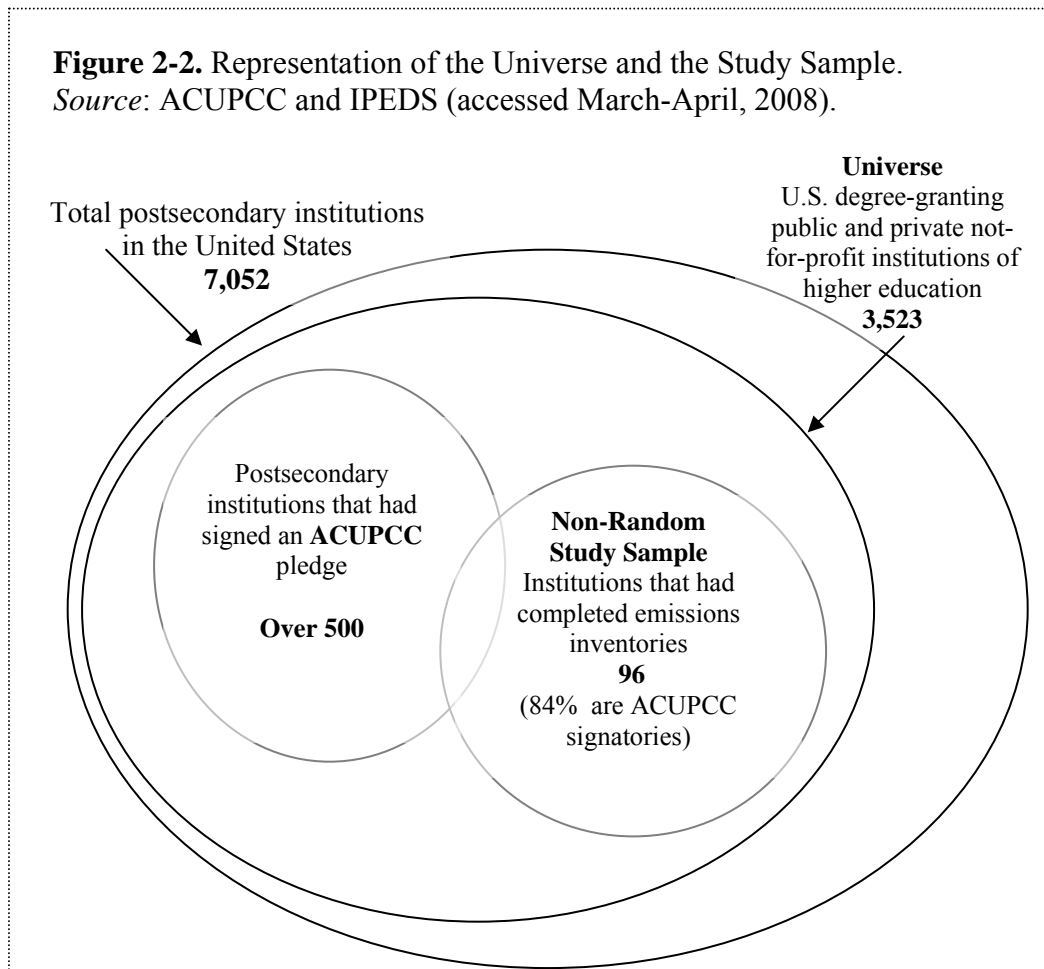 Figure 2-2. Representation of the Universe and the Study Sample.
Source: ACUPCC and IPEDS (accessed March-April, 2008).
Total postsecondary institutions
in the United States
7,052
Universe
U.S. degree-granting
public and private not-
for-profit institutions of
higher education
3,523
Postsecondary
institutions that had
signed an ACUPCC
pledge
Over 500
Non-Random
Study Sample
Institutions that had
completed emissions
inventories
96
(84% are ACUPCC
signatories)